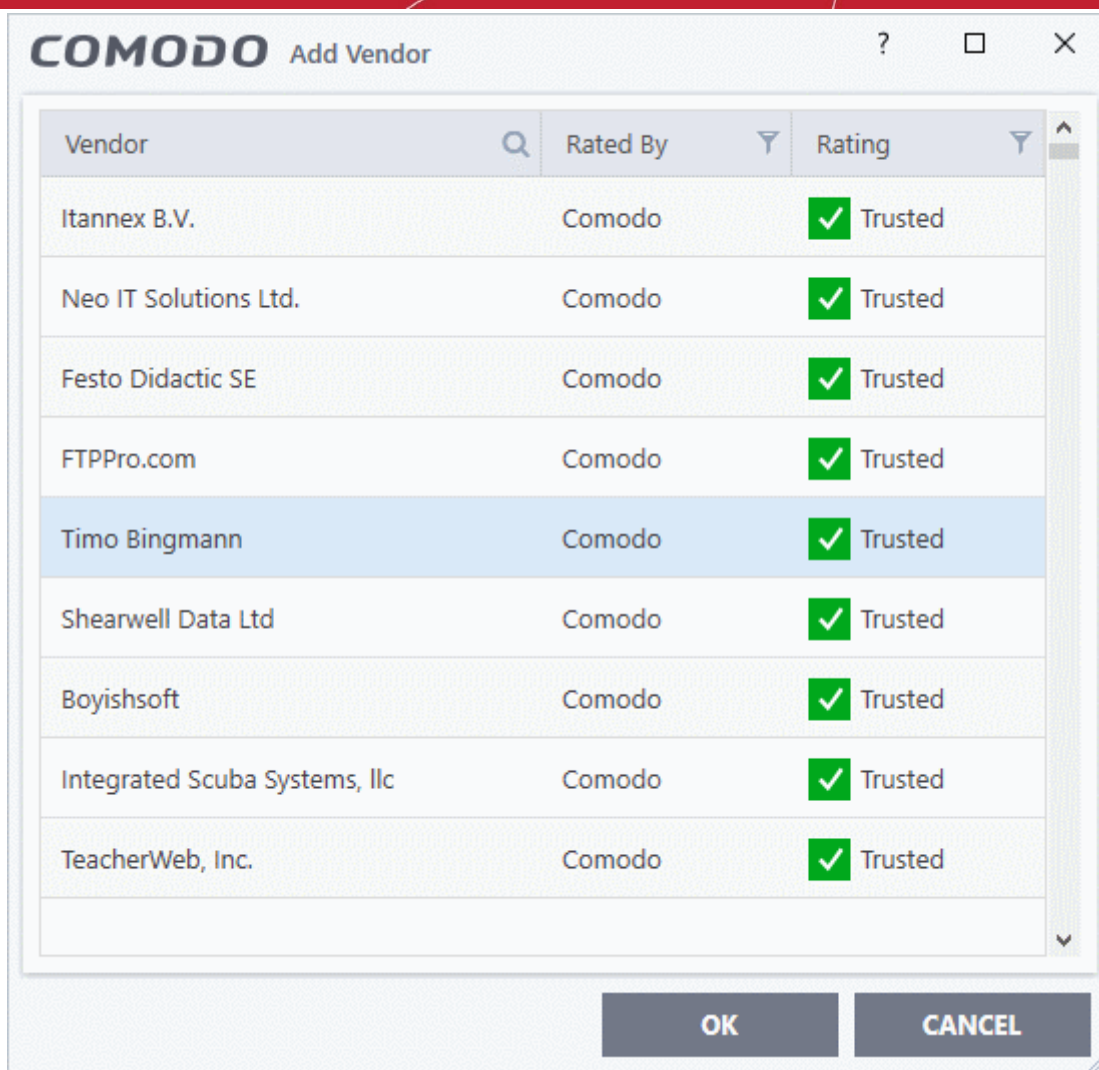 COMODO Add Vendor ?
Vendor Rated By Rating
Itannex B.V. Comodo Trusted
Neo IT Solutions Ltd. Comodo Trusted
Festo Didactic SE Comodo Trusted
FTPPro.com Comodo Trusted
Timo Bingmann Comodo Trusted
Shearwell Data Ltd Comodo Trusted
Boyishsoft Comodo Trusted
Integrated Scuba Systems, llc Comodo Trusted
TeacherWeb, Inc. Comodo Trusted
OK CANCEL